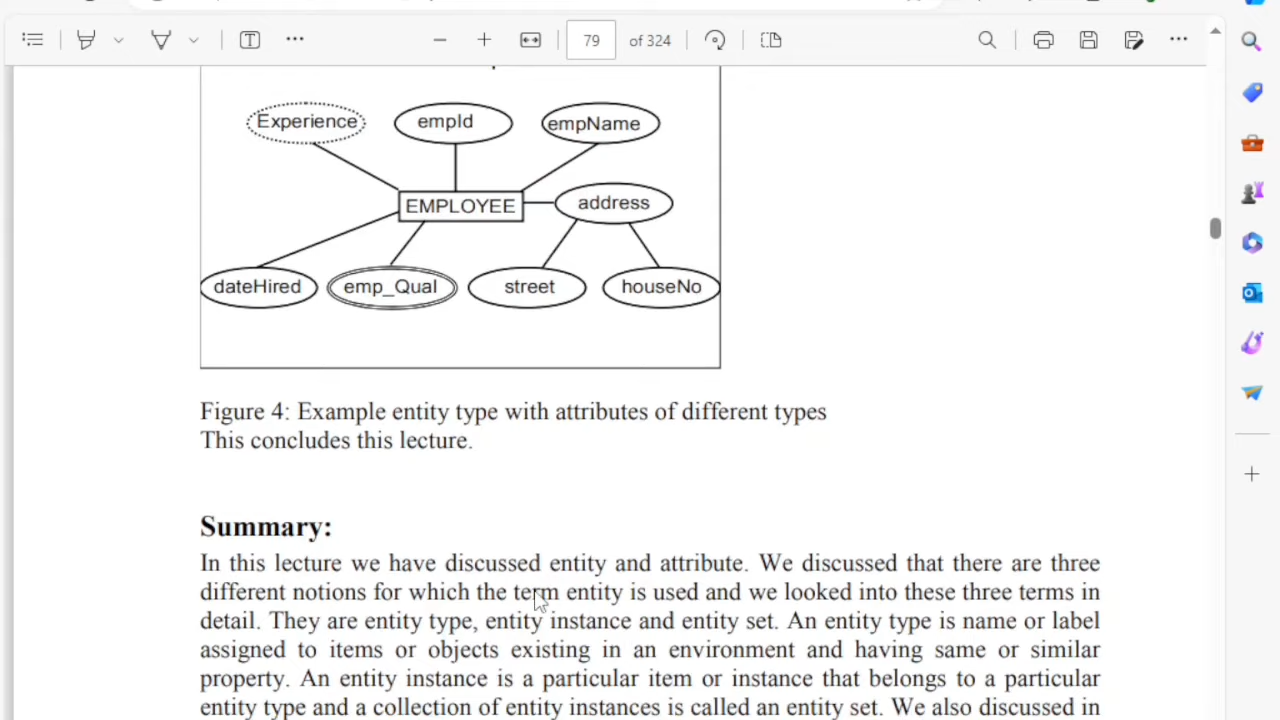 79 of 324
Experience empId empName
EMPLOYEE address
dateHired emp_Qual street houseNo
Figure 4: Example entity type with attributes of different types
This concludes this lecture.
Summary:
In this lecture we have discussed entity and attribute. We discussed that there are three
different notions for which the term entity is used and we looked into these three terms in
detail. They are entity type, entity instance and entity set. An entity type is name or label
assigned to items or objects existing in an environment and having same or similar
property. An entity instance is a particular item or instance that belongs to a particular
entity type and a collection of entity instances is called an entity set. We also discussed in